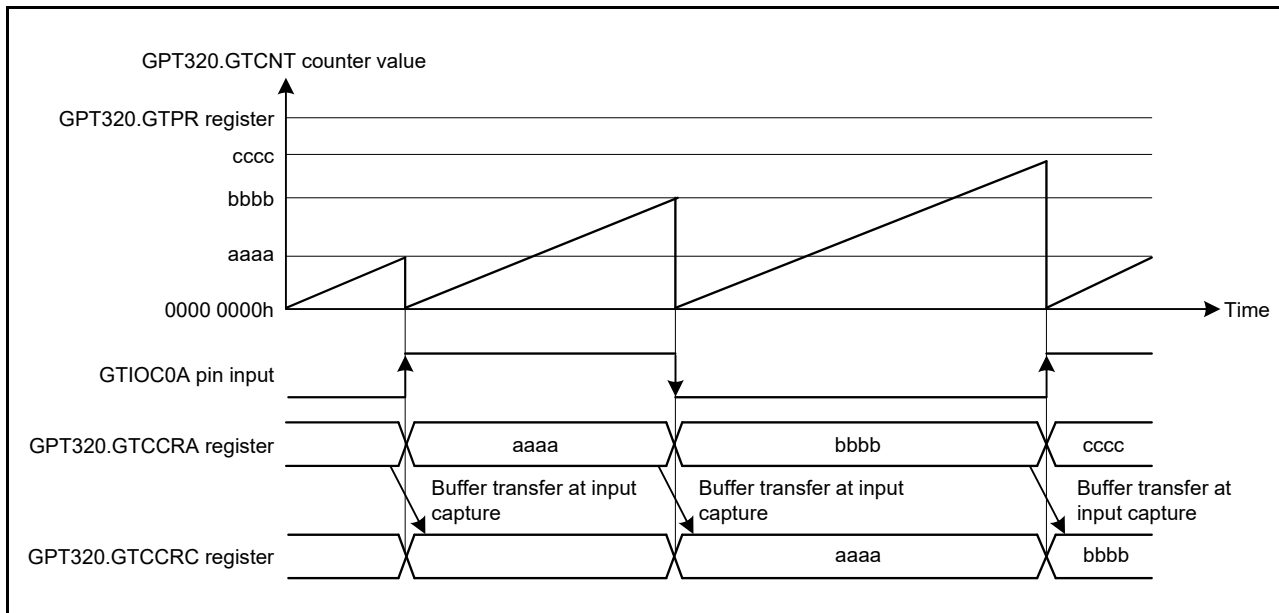 GPT320.GTCNT counter value
GPT320.GTPR register
cccc
bbbb
aaaa
0000 0000h
Time
GTIOC0A pin input
GPT320.GTCCRA register
aaaa
bbbb
cccc
Buffer transfer at input
capture
Buffer transfer at input
capture
Buffer transfer at
input capture
GPT320.GTCCRC register
aaaa
bbbb